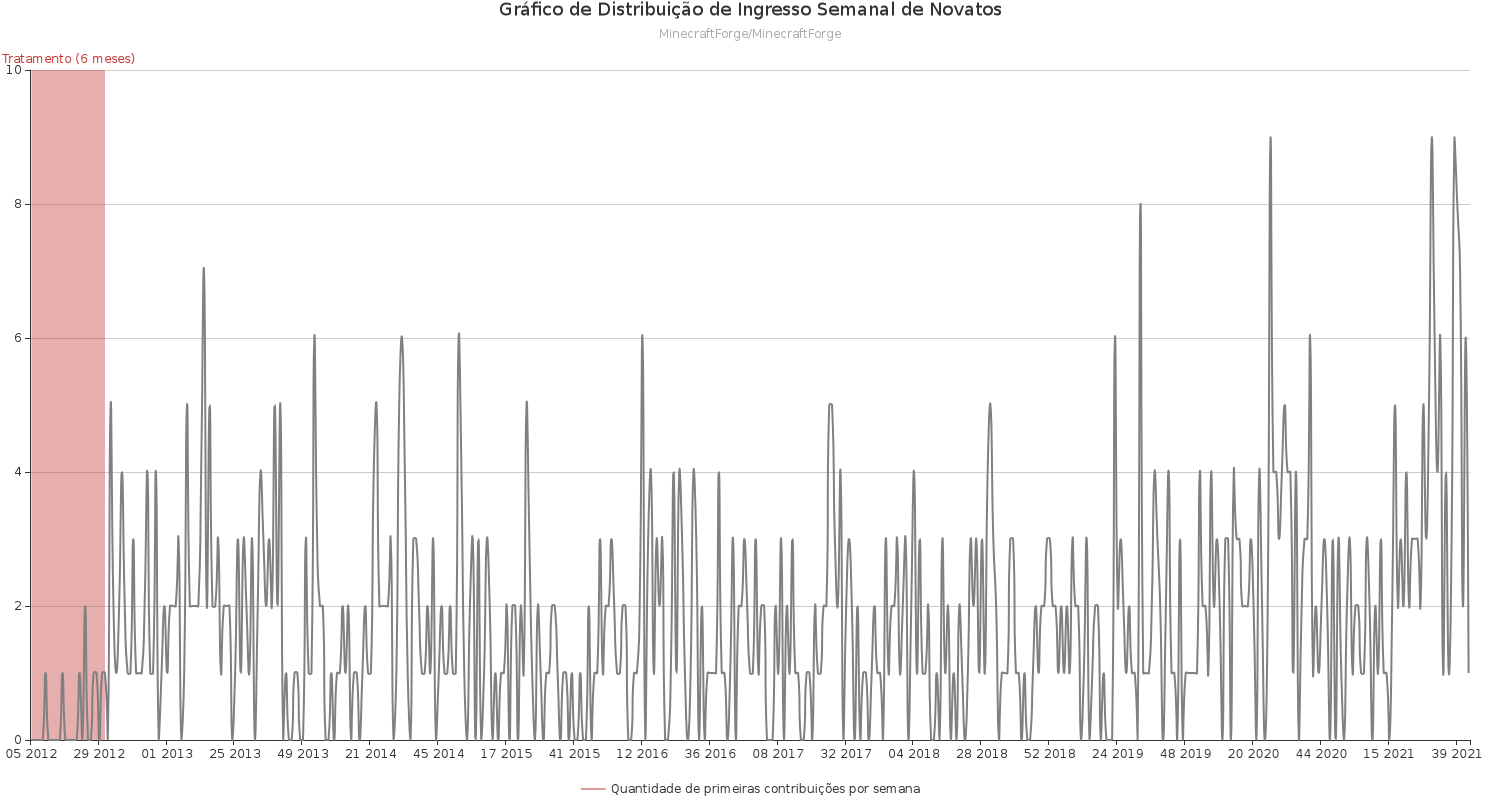 Gráfico de Distribuição de Ingresso Semanal de Novatos
MinecraftForge/MinecraftForge
Tratamento (6 meses)
10
8
6
4
2
0
05 2012 29 2012 01 2013 25 2013 49 2013 21 2014 45 2014 17 2015 41 2015 12 2016 36 2016 08 2017 32 2017 04 2018 28 2018 52 2018 24 2019 48 2019 20 2020 44 2020 15 2021 39 2021
Quantidade de primeiras contribuições por semana